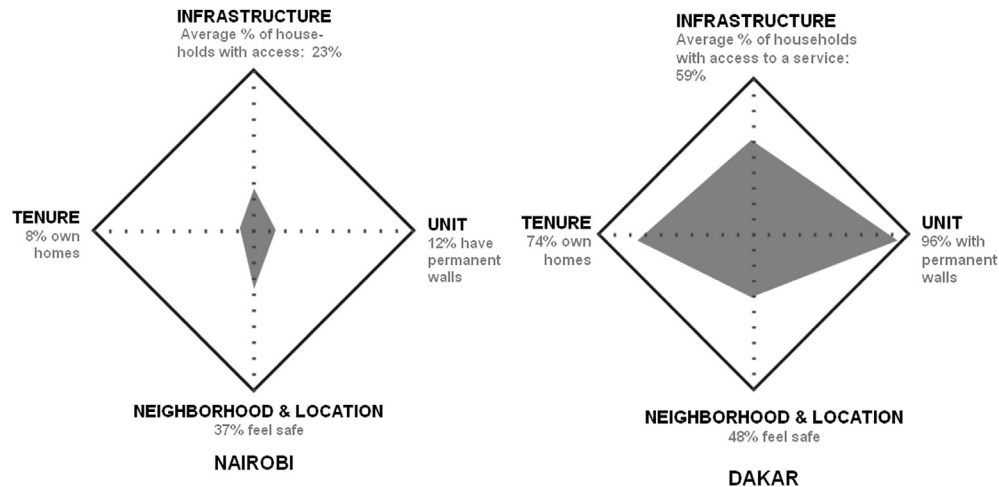 INFRASTRUCTURE
Average % of house-
holds with access: 23%
TENURE
8% own
homes
UNIT
12% have
permanent
walls
NEIGHBORHOOD & LOCATION
37% feel safe
NAIROBI
INFRASTRUCTURE
Average % of households
with access to a service:
59%
TENURE
74% own
homes
UNIT
96% with
permanent
walls
NEIGHBORHOOD & LOCATION
48% feel safe
DAKAR